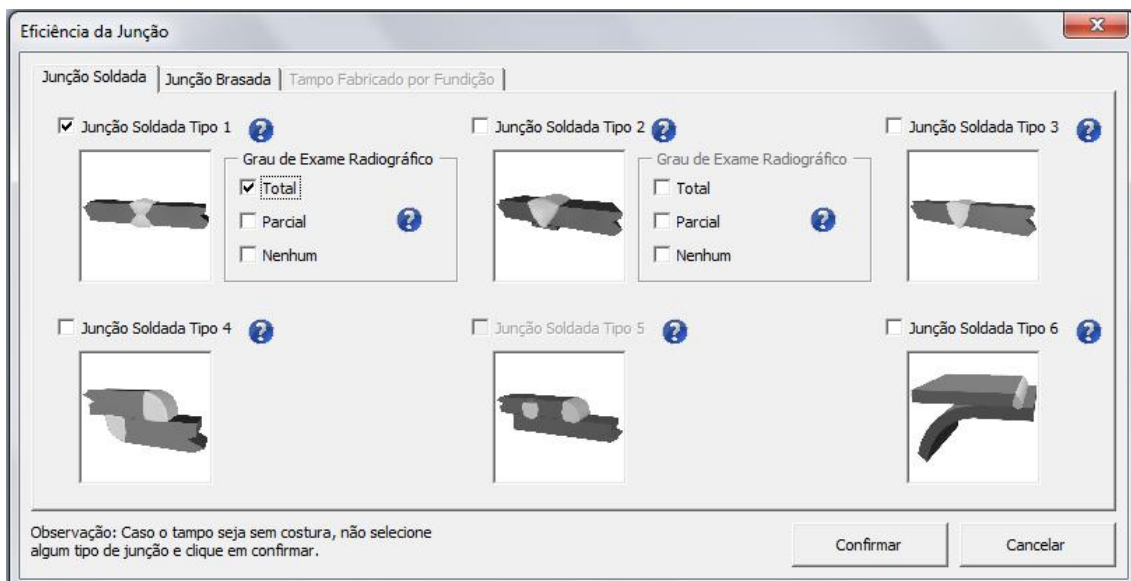 Eficiência da Junção
Junção Soldada
Junção Brasada
Tampo Fabricado por Fundição
Junção Soldada Tipo 1
Junção Soldada Tipo 2
Junção Soldada Tipo 3
Grau de Exame Radiográfico
Total
Parcial
Nenhum
Grau de Exame Radiográfico
Total
Parcial
Nenhum
Junção Soldada Tipo 4
Junção Soldada Tipo 5
Junção Soldada Tipo 6
Observação: Caso o tampo seja sem costura, não selecione
algum tipo de junção e clique em confirmar.
Confirmar
Cancelar